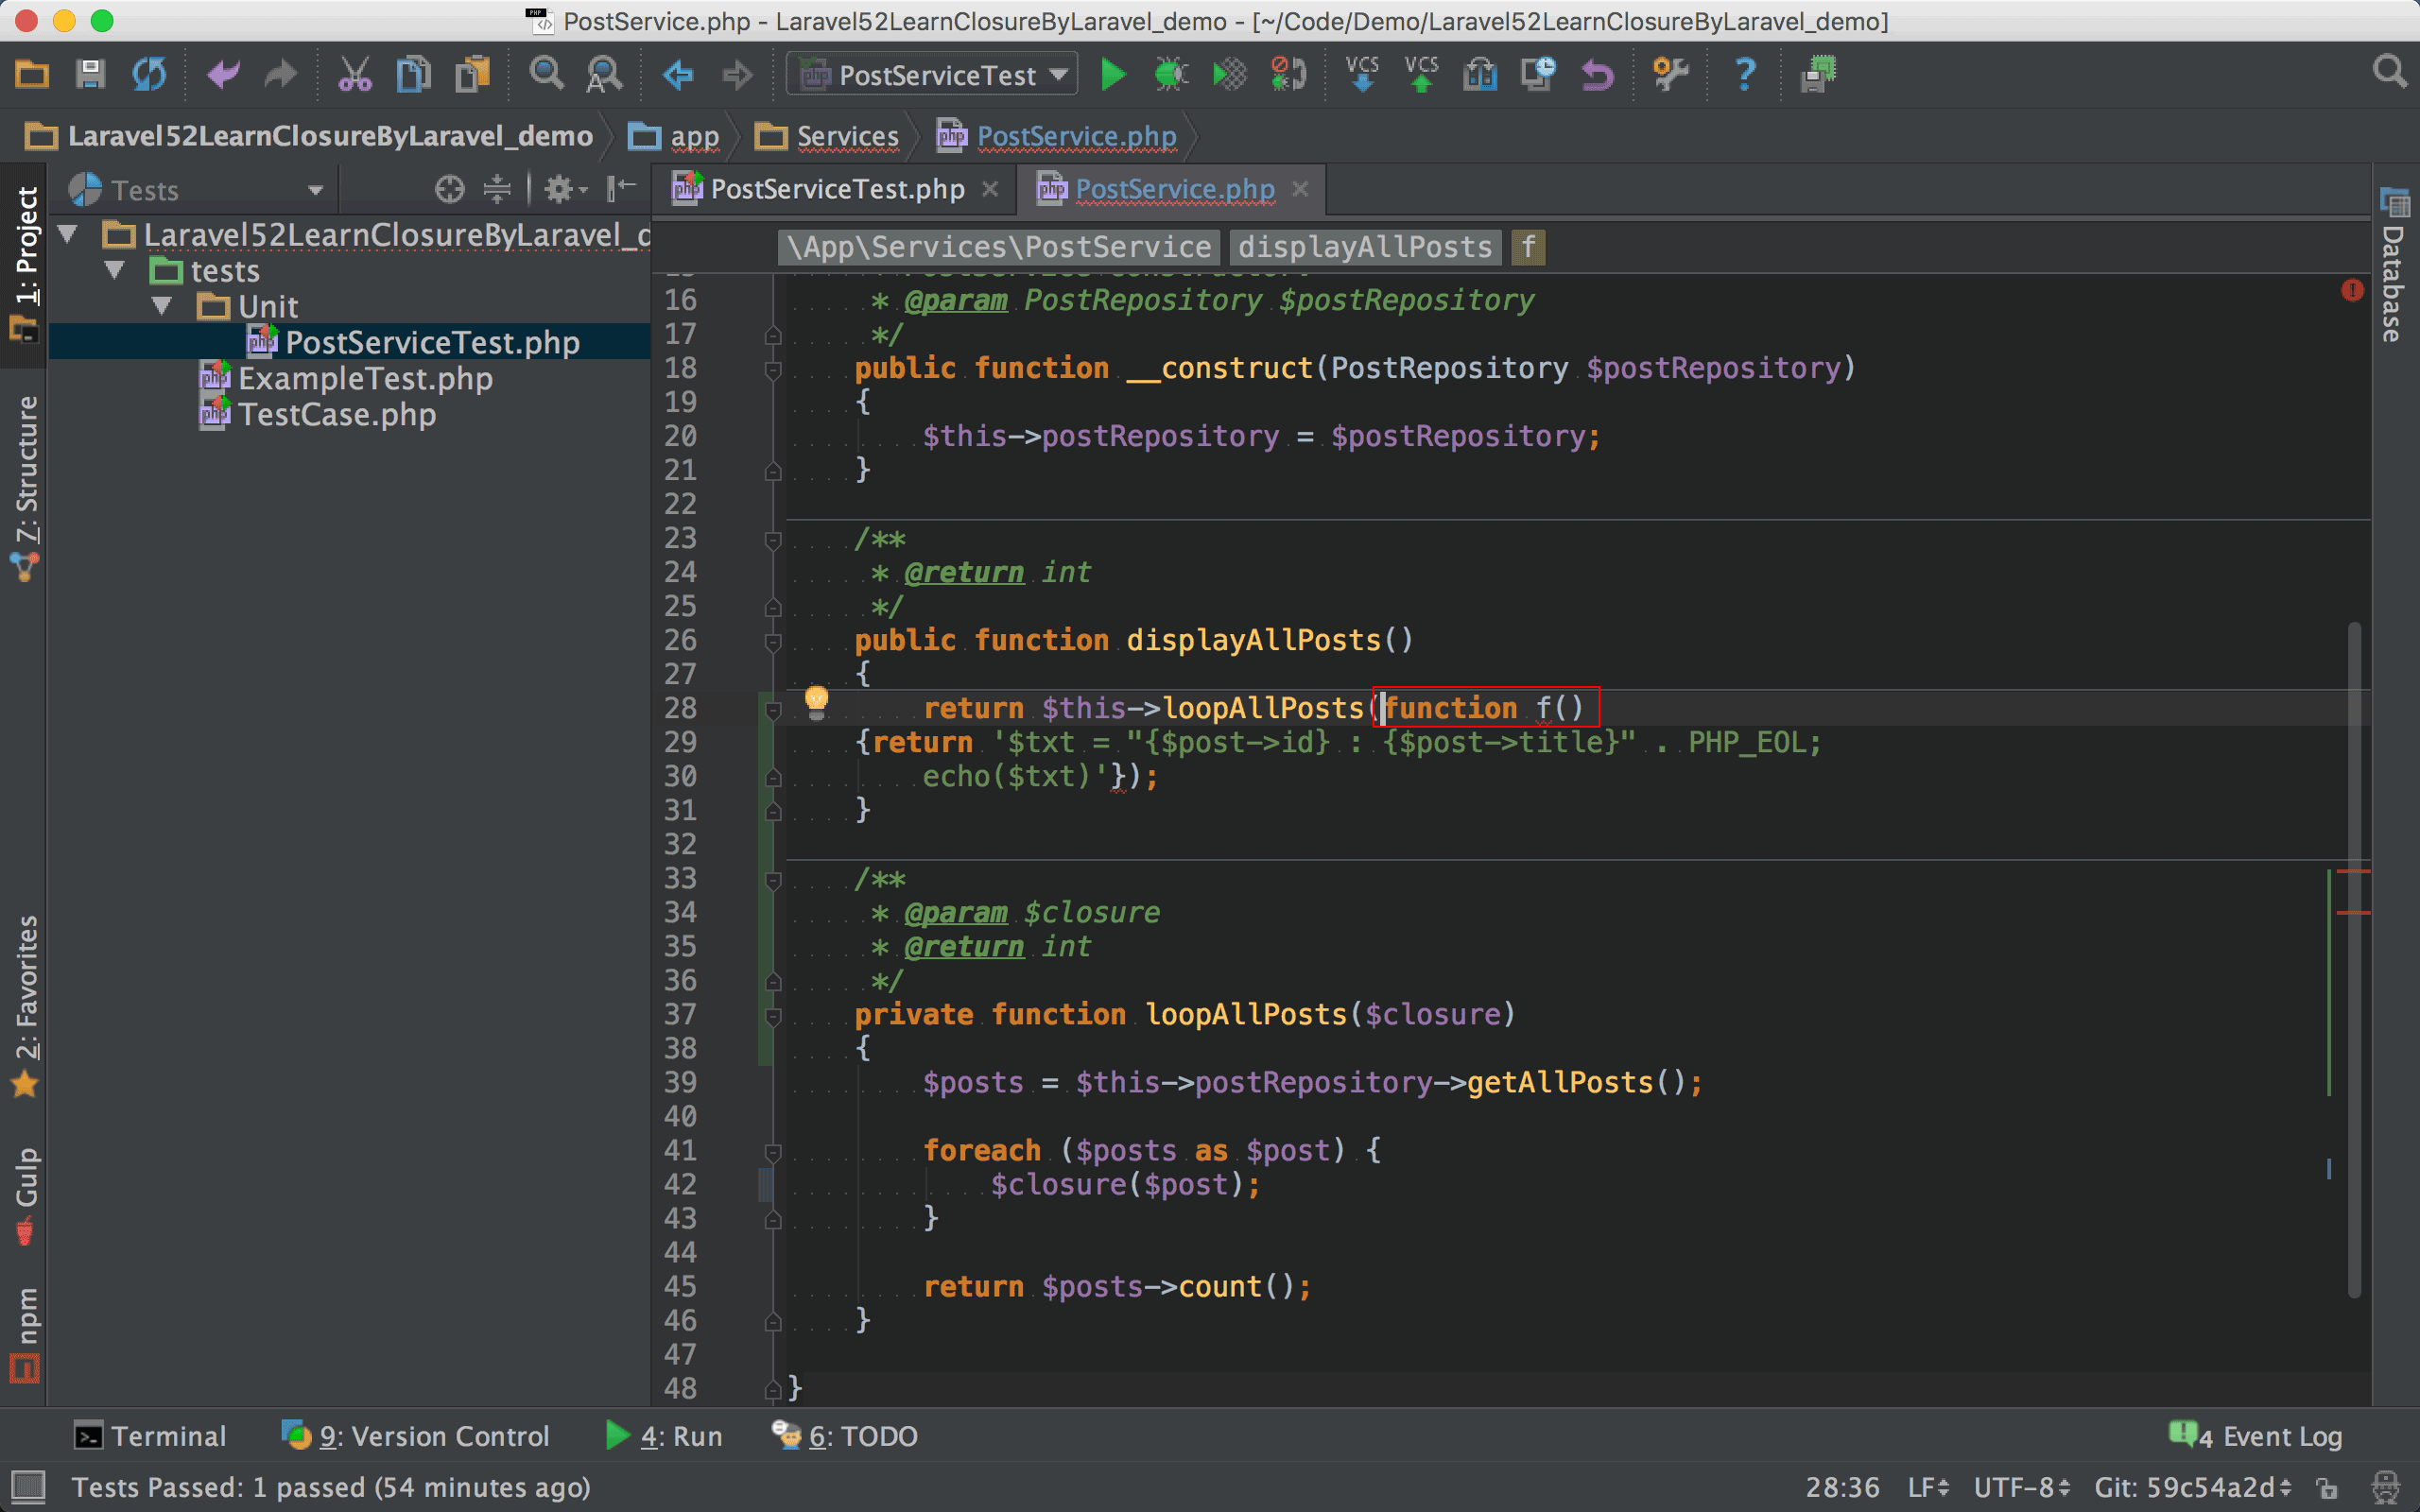 PostService.php - Laravel52LearnClosureByLaravel_demo - [~/Code/Demo/Laravel52LearnClosureByLaravel_demo]
PostServiceTest
VCS VCS
Laravel52LearnClosureByLaravel_demo app Services PostService.php
Tests
PostServiceTest.php PostService.php
\App\Services\PostService displayAllPosts f
1: Project
7: Structure
2: Favorites
Gulp
npm
Laravel52LearnClosureByLaravel_d
tests
Unit
PostServiceTest.php
ExampleTest.php
TestCase.php
16 * @param PostRepository $postRepository
17 */
18 public function __construct(PostRepository $postRepository)
19 {
20 $this->postRepository = $postRepository;
21 }
22
23 /**
24 * @return int
25 */
26 public function displayAllPosts()
27 {
28 return $this->loopAllPosts(function f()
29 {return '$txt = "{$post->id} : {$post->title}" . PHP_EOL;
30 echo($txt)'});
31 }
32
33 /**
34 * @param $closure
35 * @return int
36 */
37 private function loopAllPosts($closure)
38 {
39 $posts = $this->postRepository->getAllPosts();
40
41 foreach ($posts as $post) {
42 $closure($post);
43 }
44
45 return $posts->count();
46 }
47
48 }
Database
Terminal 9: Version Control 4: Run 6: TODO 4 Event Log
Tests Passed: 1 passed (54 minutes ago) 28:36 LF UTF-8 Git: 59c54a2d